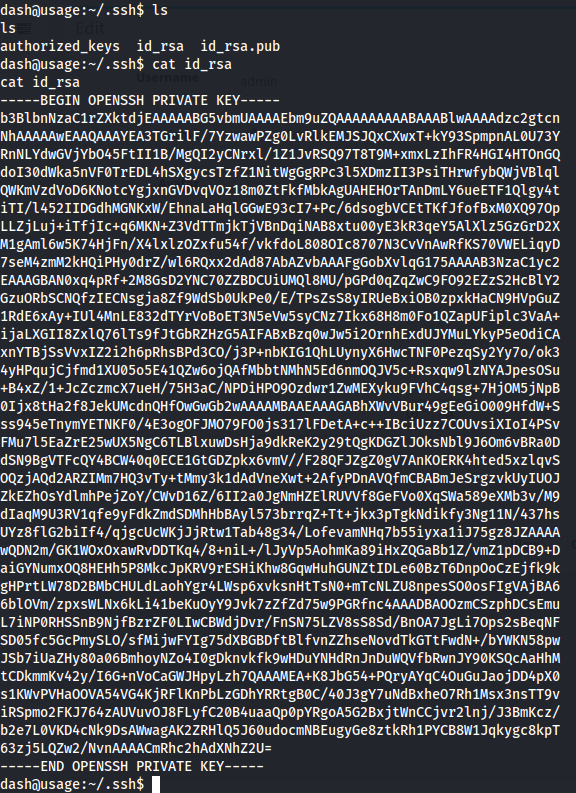 dash@usage:~/.ssh$ ls
ls
authorized_keys  id_rsa  id_rsa.pub
dash@usage:~/.ssh$ cat id_rsa
cat id_rsa
-----BEGIN OPENSSH PRIVATE KEY-----
b3BlbnNzaC1rZXktdjEAAAAABG5vbmUAAAAEbm9uZQAAAAAAAAABAAABlwAAAAdzc2gtcn
NhAAAAAwEAAQAAAYEA3TGrilF/7YzwawPZg0LvRlkEMJSJQxCXwxT+kY93SpmpnAL0U73Y
RnNLYdwGVjYbO45FtII1B/MgQI2yCNrxl/1Z1JvRSQ97T8T9M+xmxLzIhFR4HGI4HTOnGQ
doI30dWka5nVF0TrEDL4hSXgycsTzfZ1NitWgGgRPc3l5XDmzII3PsiTHrwfybQWjVBlql
QWKmVzdVoD6KNotcYgjxnGVDvqVOz18m0ZtFkfMbkAgUAHEHOrTAnDmLY6ueETF1Qlgy4t
iTI/l452IIDGdhMGNKxW/EhnaLaHqlGGwE93cI7+Pc/6dsogbVCEtTKfJfofBxM0XQ97Op
LLZjLuj+iTfjIc+q6MKN+Z3VdTTmjkTjVBnDqiNAB8xtu00yE3kR3qeY5AlXlz5GzGrD2X
M1gAml6w5K74HjFn/X4lxlzOZxfu54f/vkfdoL808OIc8707N3CvVnAwRfKS70VWELiqyD
7seM4zmM2kHQiPHy0drZ/wl6RQxx2dAd87AbAZvbAAAFgGobXvlqG175AAAAB3NzaC1yc2
EAAAGBAN0xq4pRf+2M8GsD2YNC70ZZBDCUiUMQl8MU/pGPd0qZqZwC9FO92EZzS2HcBlY2
GzuORbSCNQfzIECNsgja8Zf9WdSb0UkPe0/E/TPsZsS8yIRUeBxiOB0zpxkHaCN9HVpGuZ
1RdE6xAy+IUl4MnLE832dTYrVoBoET3N5eVw5syCNz7Ikx68H8m0Fo1QZapUFiplc3VaA+
ijaLXGII8ZxlQ76lTs9fJtGbRZHzG5AIFABxBzq0wJw5i2OrnhExdUJYMuLYkyP5eOdiCA
xnYTBjSsVvxIZ2i2h6pRhsBPd3CO/j3P+nbKIG1QhLUynyX6HwcTNF0PezqSy2Yy7o/ok3
4yHPqujCjfmd1XU05o5E41QZw6ojQAfMbbtNMhN5Ed6nmOQJV5c+Rsxqw9lzNYAJpesOSu
+B4xZ/1+JcZzmcX7ueH/75H3aC/NPDiHPO9Ozdwr1ZwMEXyku9FVhC4qsg+7HjOM5jNpB0
0Ijx8tHa2f8JekUMcdnQHfOwGwGb2wAAAAMBAAEAAAGABhXWvVBur49gEeGiO009HfdW+S
ss945eTnymYETNKF0/4E3ogOFJMO79FO0js317lFDetA+c++IBciUzz7COUvsiXIoI4PSv
FMu7l5EaZrE25wUX5NgC6TLBlxuwDsHja9dkReK2y29tQgKDGZlJOksNbl9J6Om6vBRa0D
dSN9BgVTFcQY4BCW40q0ECE1GtGDZpkx6vmV//F28QFJZgZ0gV7AnKOERK4hted5xzlqvS
OQzjAQd2ARZIMm7HQ3vTy+tMmy3k1dAdVneXwt+2AfyPDnAVQfmCBABmJeSrgzvkUyIUOJ
ZkEZhOsYdlmhPejZoY/CWvD16Z/6II2a0JgNmHZElRUVVf8GeFVo0XqSWa589eXMb3v/M9
dIaqM9U3RV1qfe9yFdkZmdSDMhHbBAyl573brrqZ+Tt+jkx3pTgkNdikfy3Ng11N/437hs
UYz8flG2biIf4/qjgcUcWKjJjRtw1Tab48g34/LofevamNHq7b55iyxa1iJ75gz8JZAAAA
wQDN2m/GK1WOxOxawRvDDTKq4/8+niL+/lJyVp5AohmKa89iHxZQGaBb1Z/vmZ1pDCB9+D
aiGYNumxOQ8HEHh5P8MkcJpKRV9rESHiKhw8GqwHuhGUNZtIDLe60BzT6DnpOoCzEjfk9k
gHPrtLW78D2BMbCHULdLaohYgr4LWsp6xvksnHtTsN0+mTcNLZU8npesSO0osFIgVAjBA6
6blOVm/zpxsWLNx6kLi41beKuOyY9Jvk7zZfZd75w9PGRfnc4AAADBAOOzmCSzphDCsEmu
L7iNP0RHSSnB9NjfBzrZF0LIwCBWdjDvr/FnSN75LZV8sS8Sd/BnOA7JgLi7Ops2sBeqNF
SD05fc5GcPmySLO/sfMijwFYIg75dXBGBDftBlfvnZZhseNovdTkGTtFwdN+/bYWKN58pw
JSb7iUaZHy80a06BmhoyNZo4I0gDknvkfk9wHDuYNHdRnJnDuWQVfbRwnJY90KSQcAaHhM
tCDkmmKv42y/I6G+nVoCaGWJHpyLzh7QAAAMEA+K8JbG54+PQryAYqC4OuGuJaojDD4pX0
s1KWvPVHaOOVA54VG4KjRFlKnPbLzGDhYRRtgB0C/40J3gY7uNdBxheO7Rh1Msx3nsTT9v
iRSpmo2FKJ764zAUVuvOJ8FLyfC20B4uaaQp0pYRgoA5G2BxjtWnCCjvr2lnj/J3BmKcz/
b2e7L0VKD4cNk9DsAWwagAK2ZRHlQ5J60udocmNBEugyGe8ztkRh1PYCB8W1Jqkygc8kpT
63zj5LQZw2/NvnAAAACmRhc2hAdXNhZ2U=
-----END OPENSSH PRIVATE KEY-----
dash@usage:~/.ssh$